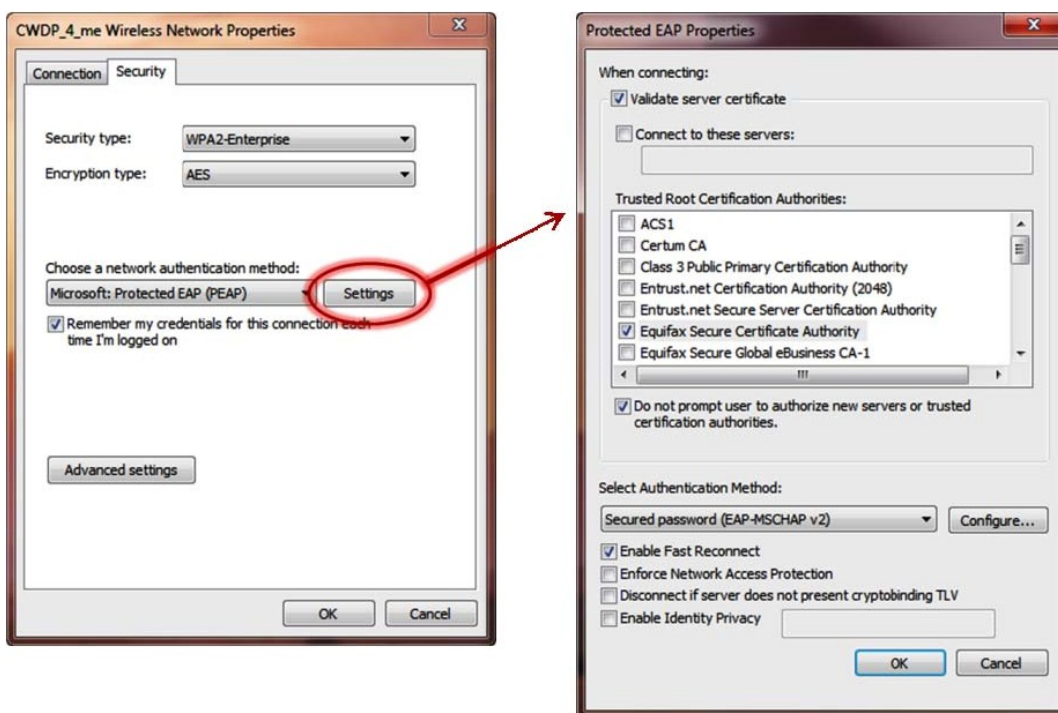 CWDP_4_me Wireless Network Properties
Connection
Security
Security type:
WPA2-Enterprise
Encryption type:
AES
Choose a network authentication method:
Microsoft: Protected EAP (PEAP)
Settings
Remember my credentials for this connection each
time I'm logged on
Advanced settings
OK
Cancel
Protected EAP Properties
When connecting:
Validate server certificate
Connect to these servers:
Trusted Root Certification Authorities:
ACS1
Certum CA
Class 3 Public Primary Certification Authority
Entrust.net Certification Authority (2048)
Entrust.net Secure Server Certification Authority
Equifax Secure Certificate Authority
Equifax Secure Global eBusiness CA-1
Do not prompt user to authorize new servers or trusted
certification authorities.
Select Authentication Method:
Secured password (EAP-MSCHAP v2)
Configure...
Enable Fast Reconnect
Enforce Network Access Protection
Disconnect if server does not present cryptobinding TLV
Enable Identity Privacy
OK
Cancel